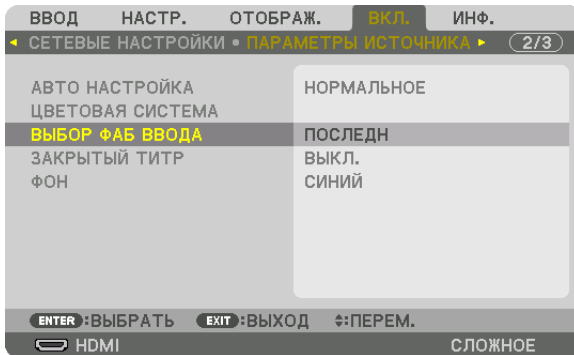 ВВОД НАСТР. ОТОБРАЖ. ВКЛ. ИНФ.
СЕТЕВЫЕ НАСТРОЙКИ • ПАРАМЕТРЫ ИСТОЧНИКА 2/3
АВТО НАСТРОЙКА НОРМАЛЬНОЕ
ЦВЕТОВАЯ СИСТЕМА
ВЫБОР ФАБ ВВОДА ПОСЛЕДН
ЗАКРЫТЫЙ ТИТР ВЫКЛ.
ФОН СИНИЙ
ENTER :ВЫБРАТЬ EXIT :ВЫХОД :ПЕРЕМ.
HDMI СЛОЖНОЕ